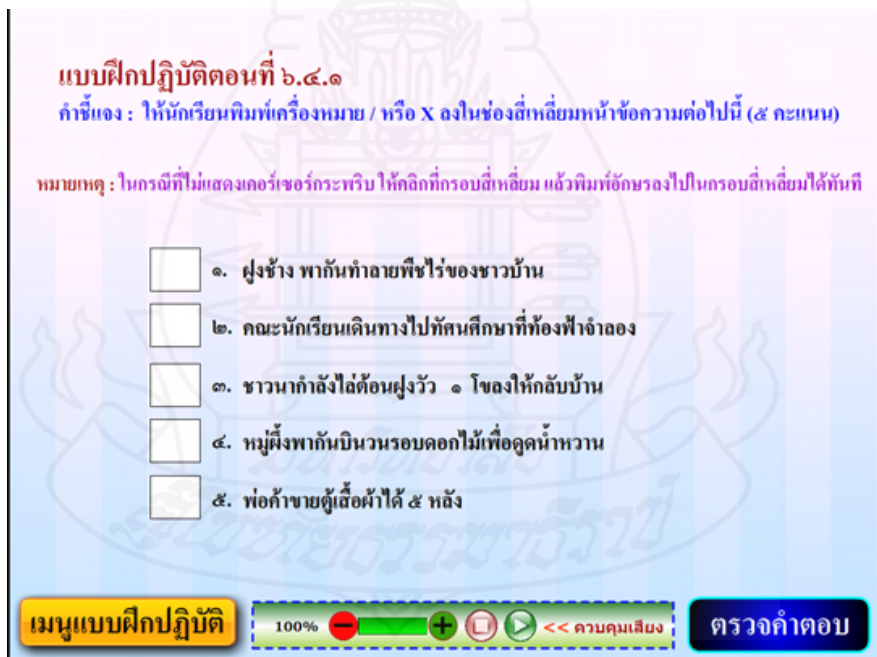 แบบฝึกปฏิบัติตอนที่ ๖.๔.๑
คำชี้แจง : ให้นักเรียนพิมพ์เครื่องหมาย / หรือ X ลงในช่องสี่เหลี่ยมหน้าข้อความต่อไปนี้ (๕ คะแนน)
หมายเหตุ : ในกรณีที่ไม่แสดงเคอร์เซอร์กระพริบ ให้คลิกที่กรอบสี่เหลี่ยม แล้วพิมพ์อักษรลงไปในกรอบสี่เหลี่ยมได้ทันที
๑. ฝูงช้าง พากันทำลายพืชไร่ของชาวบ้าน
๒. คณะนักเรียนเดินทางไปทัศนศึกษาที่ท้องฟ้าจำลอง
๓. ชาวนากำลังไล่ต้อนฝูงวัว ๑ โขลงให้กลับบ้าน
๔. หมู่ผึ้งพากันบินวนรอบดอกไม้เพื่อดูดน้ำหวาน
๕. พ่อค้าขายตู้เสื้อผ้าได้ ๕ หลัง
เมนูแบบฝึกปฏิบัติ 100% << ควบคุมเสียง ตรวจคำตอบ